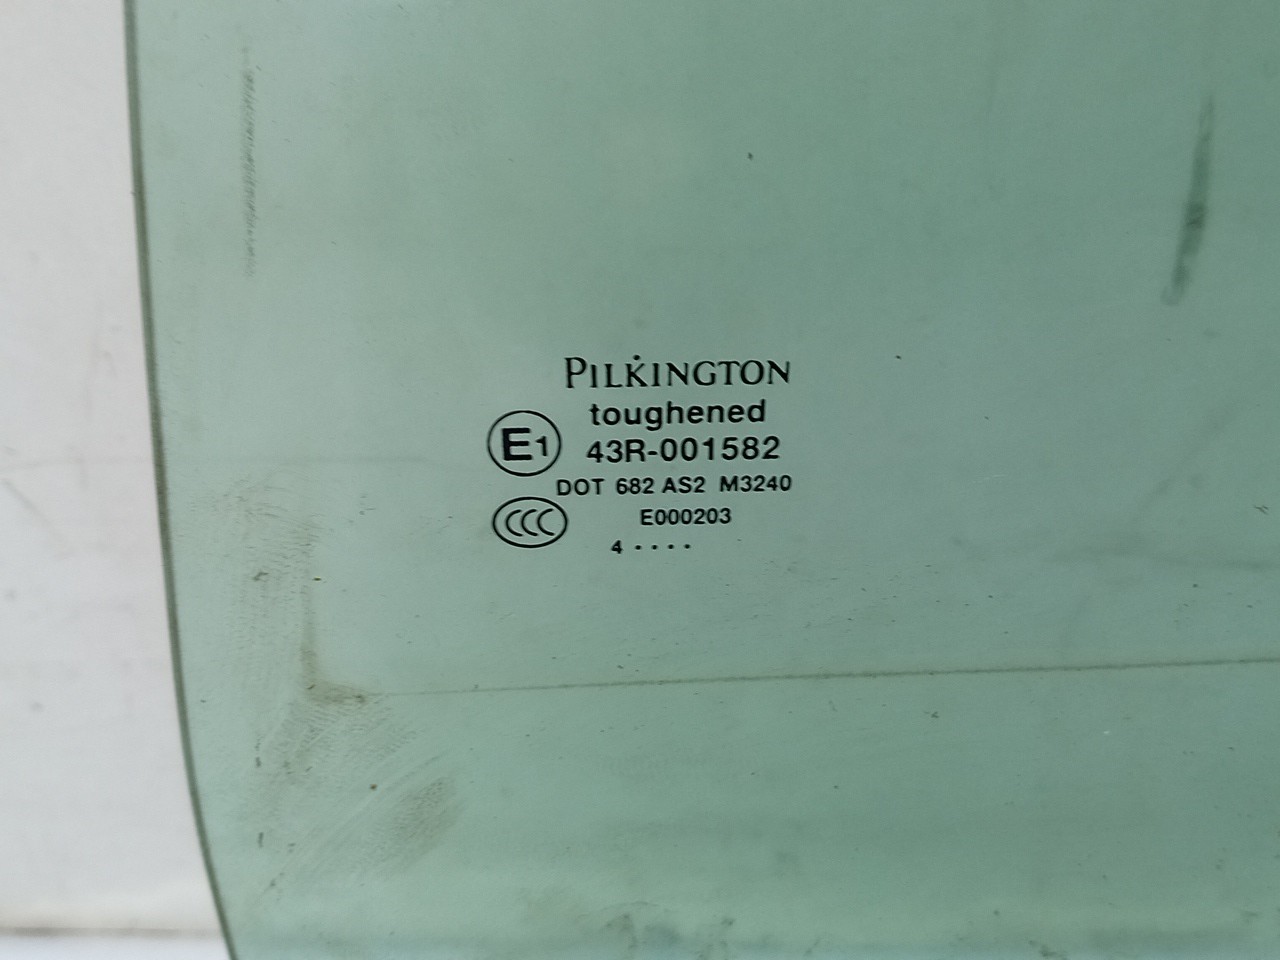 PILKINGTON
toughened
E1 43R-001582
DOT 682 AS2 M3240
CCC E000203
4 ....